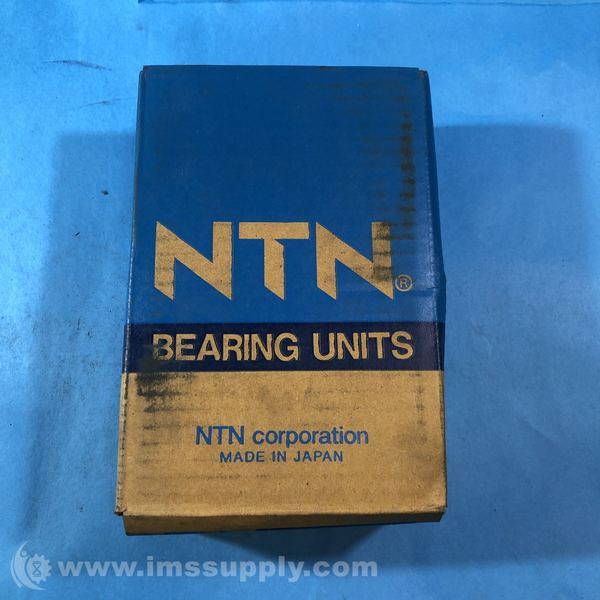 NTN®
BEARING UNITS
NTN corporation
MADE IN JAPAN
www.imssupply.com